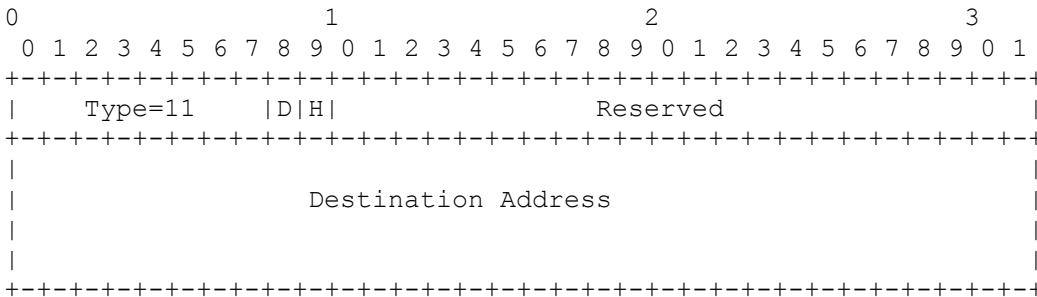 0                   1                   2                   3
 0 1 2 3 4 5 6 7 8 9 0 1 2 3 4 5 6 7 8 9 0 1 2 3 4 5 6 7 8 9 0 1
+-+-+-+-+-+-+-+-+-+-+-+-+-+-+-+-+-+-+-+-+-+-+-+-+-+-+-+-+-+-+-+-+
|    Type=11    |D|H|                Reserved                   |
+-+-+-+-+-+-+-+-+-+-+-+-+-+-+-+-+-+-+-+-+-+-+-+-+-+-+-+-+-+-+-+-+
|                                                               |
|                  Destination Address                          |
|                                                               |
|                                                               |
+-+-+-+-+-+-+-+-+-+-+-+-+-+-+-+-+-+-+-+-+-+-+-+-+-+-+-+-+-+-+-+-+